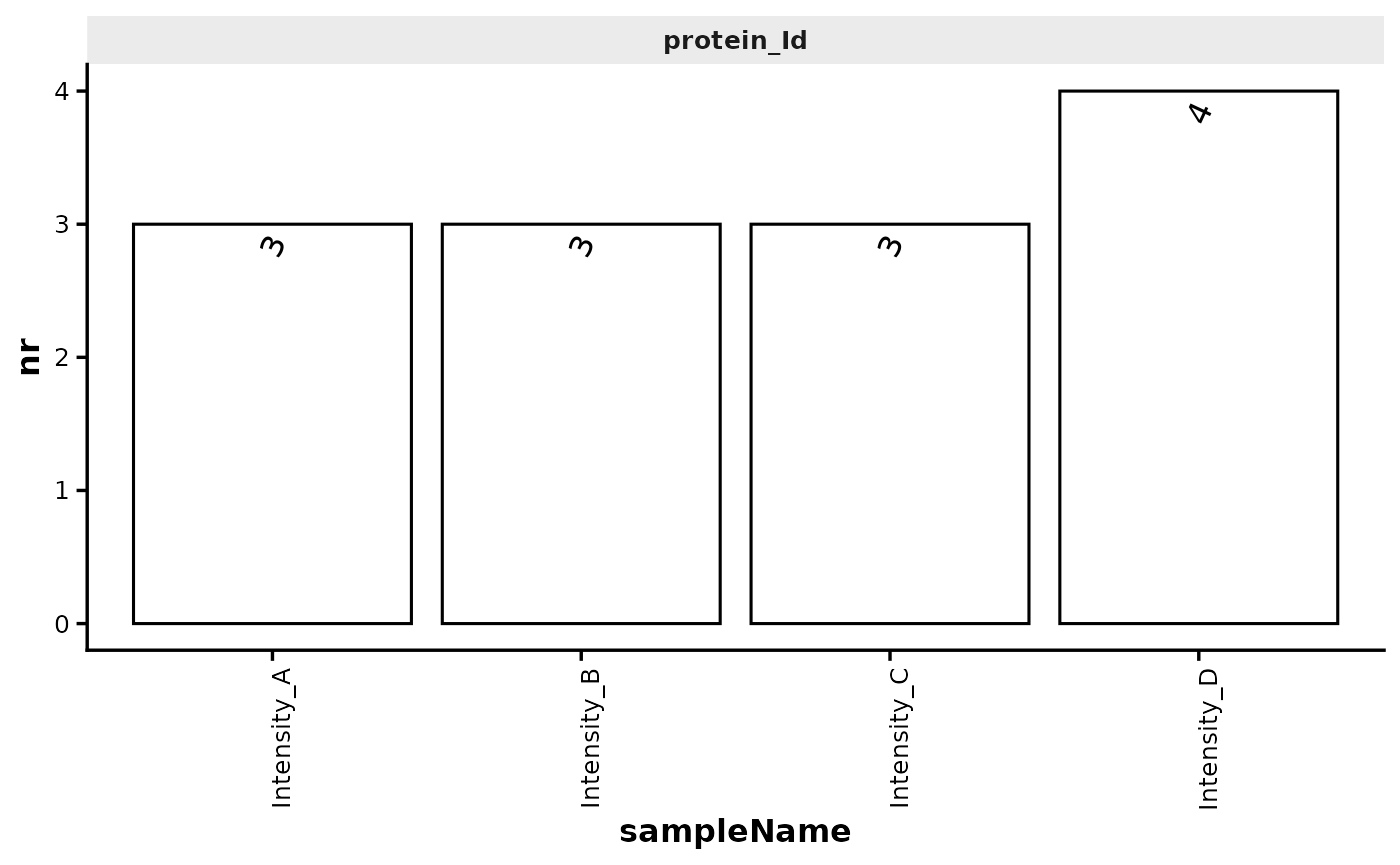 protein_Id
nr
4
3
2
1
0
3
3
3
4
Intensity_A
Intensity_B
Intensity_C
Intensity_D
sampleName